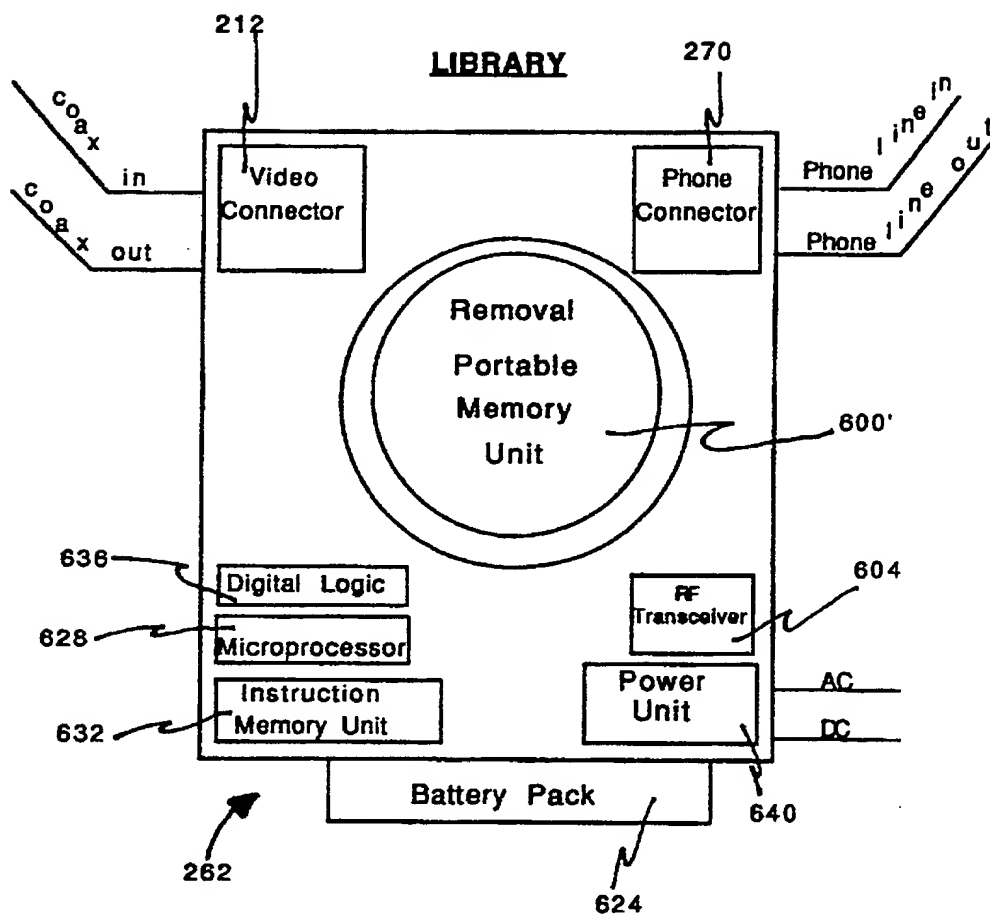 212
LIBRARY
270
coax in
coax out
Video
Connector
Phone
Connector
Phone line in
Phone line out
Removal
Portable
Memory
Unit
600'
636
Digital Logic
628
Microprocessor
632
Instruction
Memory Unit
RF
Transceiver
604
Power
Unit
AC
DC
640
Battery Pack
262
624